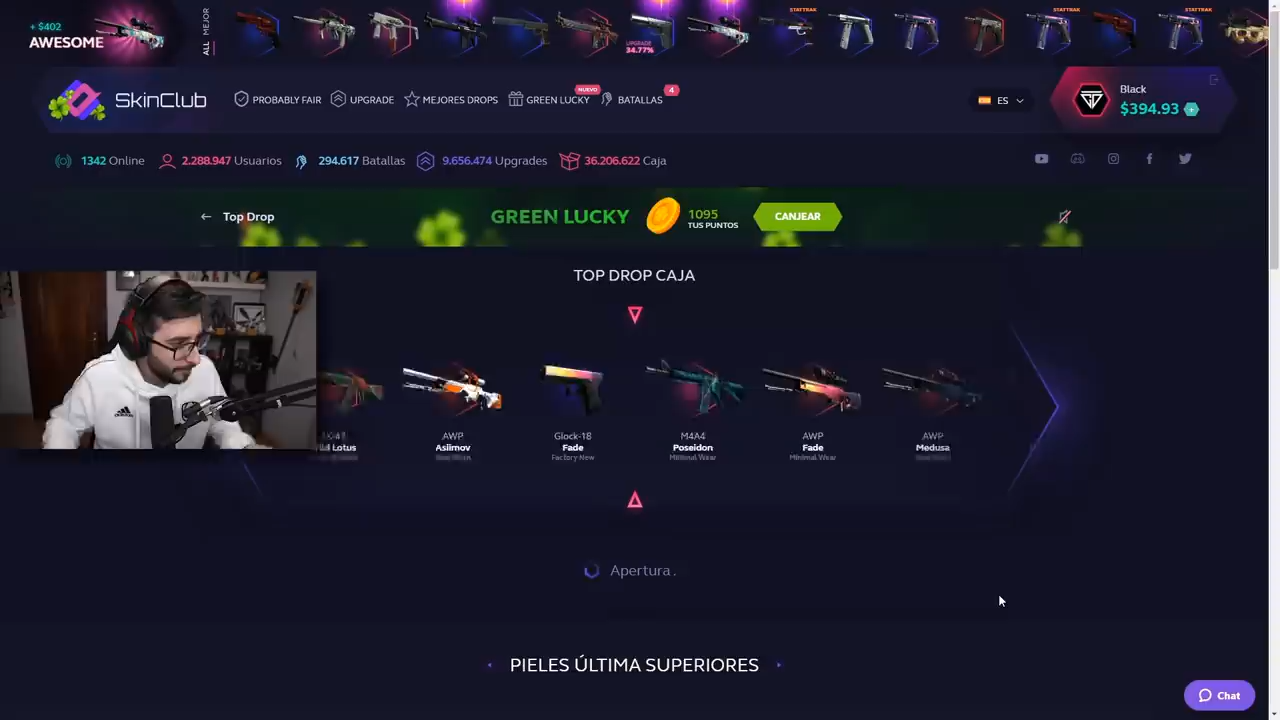 + $402
AWESOME
ALL
MEJOR
UPGRADE
34.77%
STATTRAK
STATTRAK
STATTRAK
SKINCLUB
PROBABLY FAIR
UPGRADE
MEJORES DROPS
GREEN LUCKY
NUEVO
BATALLAS
4
ES
Black
$394.93
+
1342 Online
2.288.947 Usuarios
294.617 Batallas
9.656.474 Upgrades
36.206.622 Caja
← Top Drop
GREEN LUCKY
1095
TUS PUNTOS
CANJEAR
TOP DROP CAJA
Lotus
AWP
Asiimov
Glock-18
Fade
Factory New
M4A4
Poseidon
Minimal Wear
AWP
Fade
Minimal Wear
AWP
Medusa
Apertura .
PIELES ÚLTIMA SUPERIORES
Chat